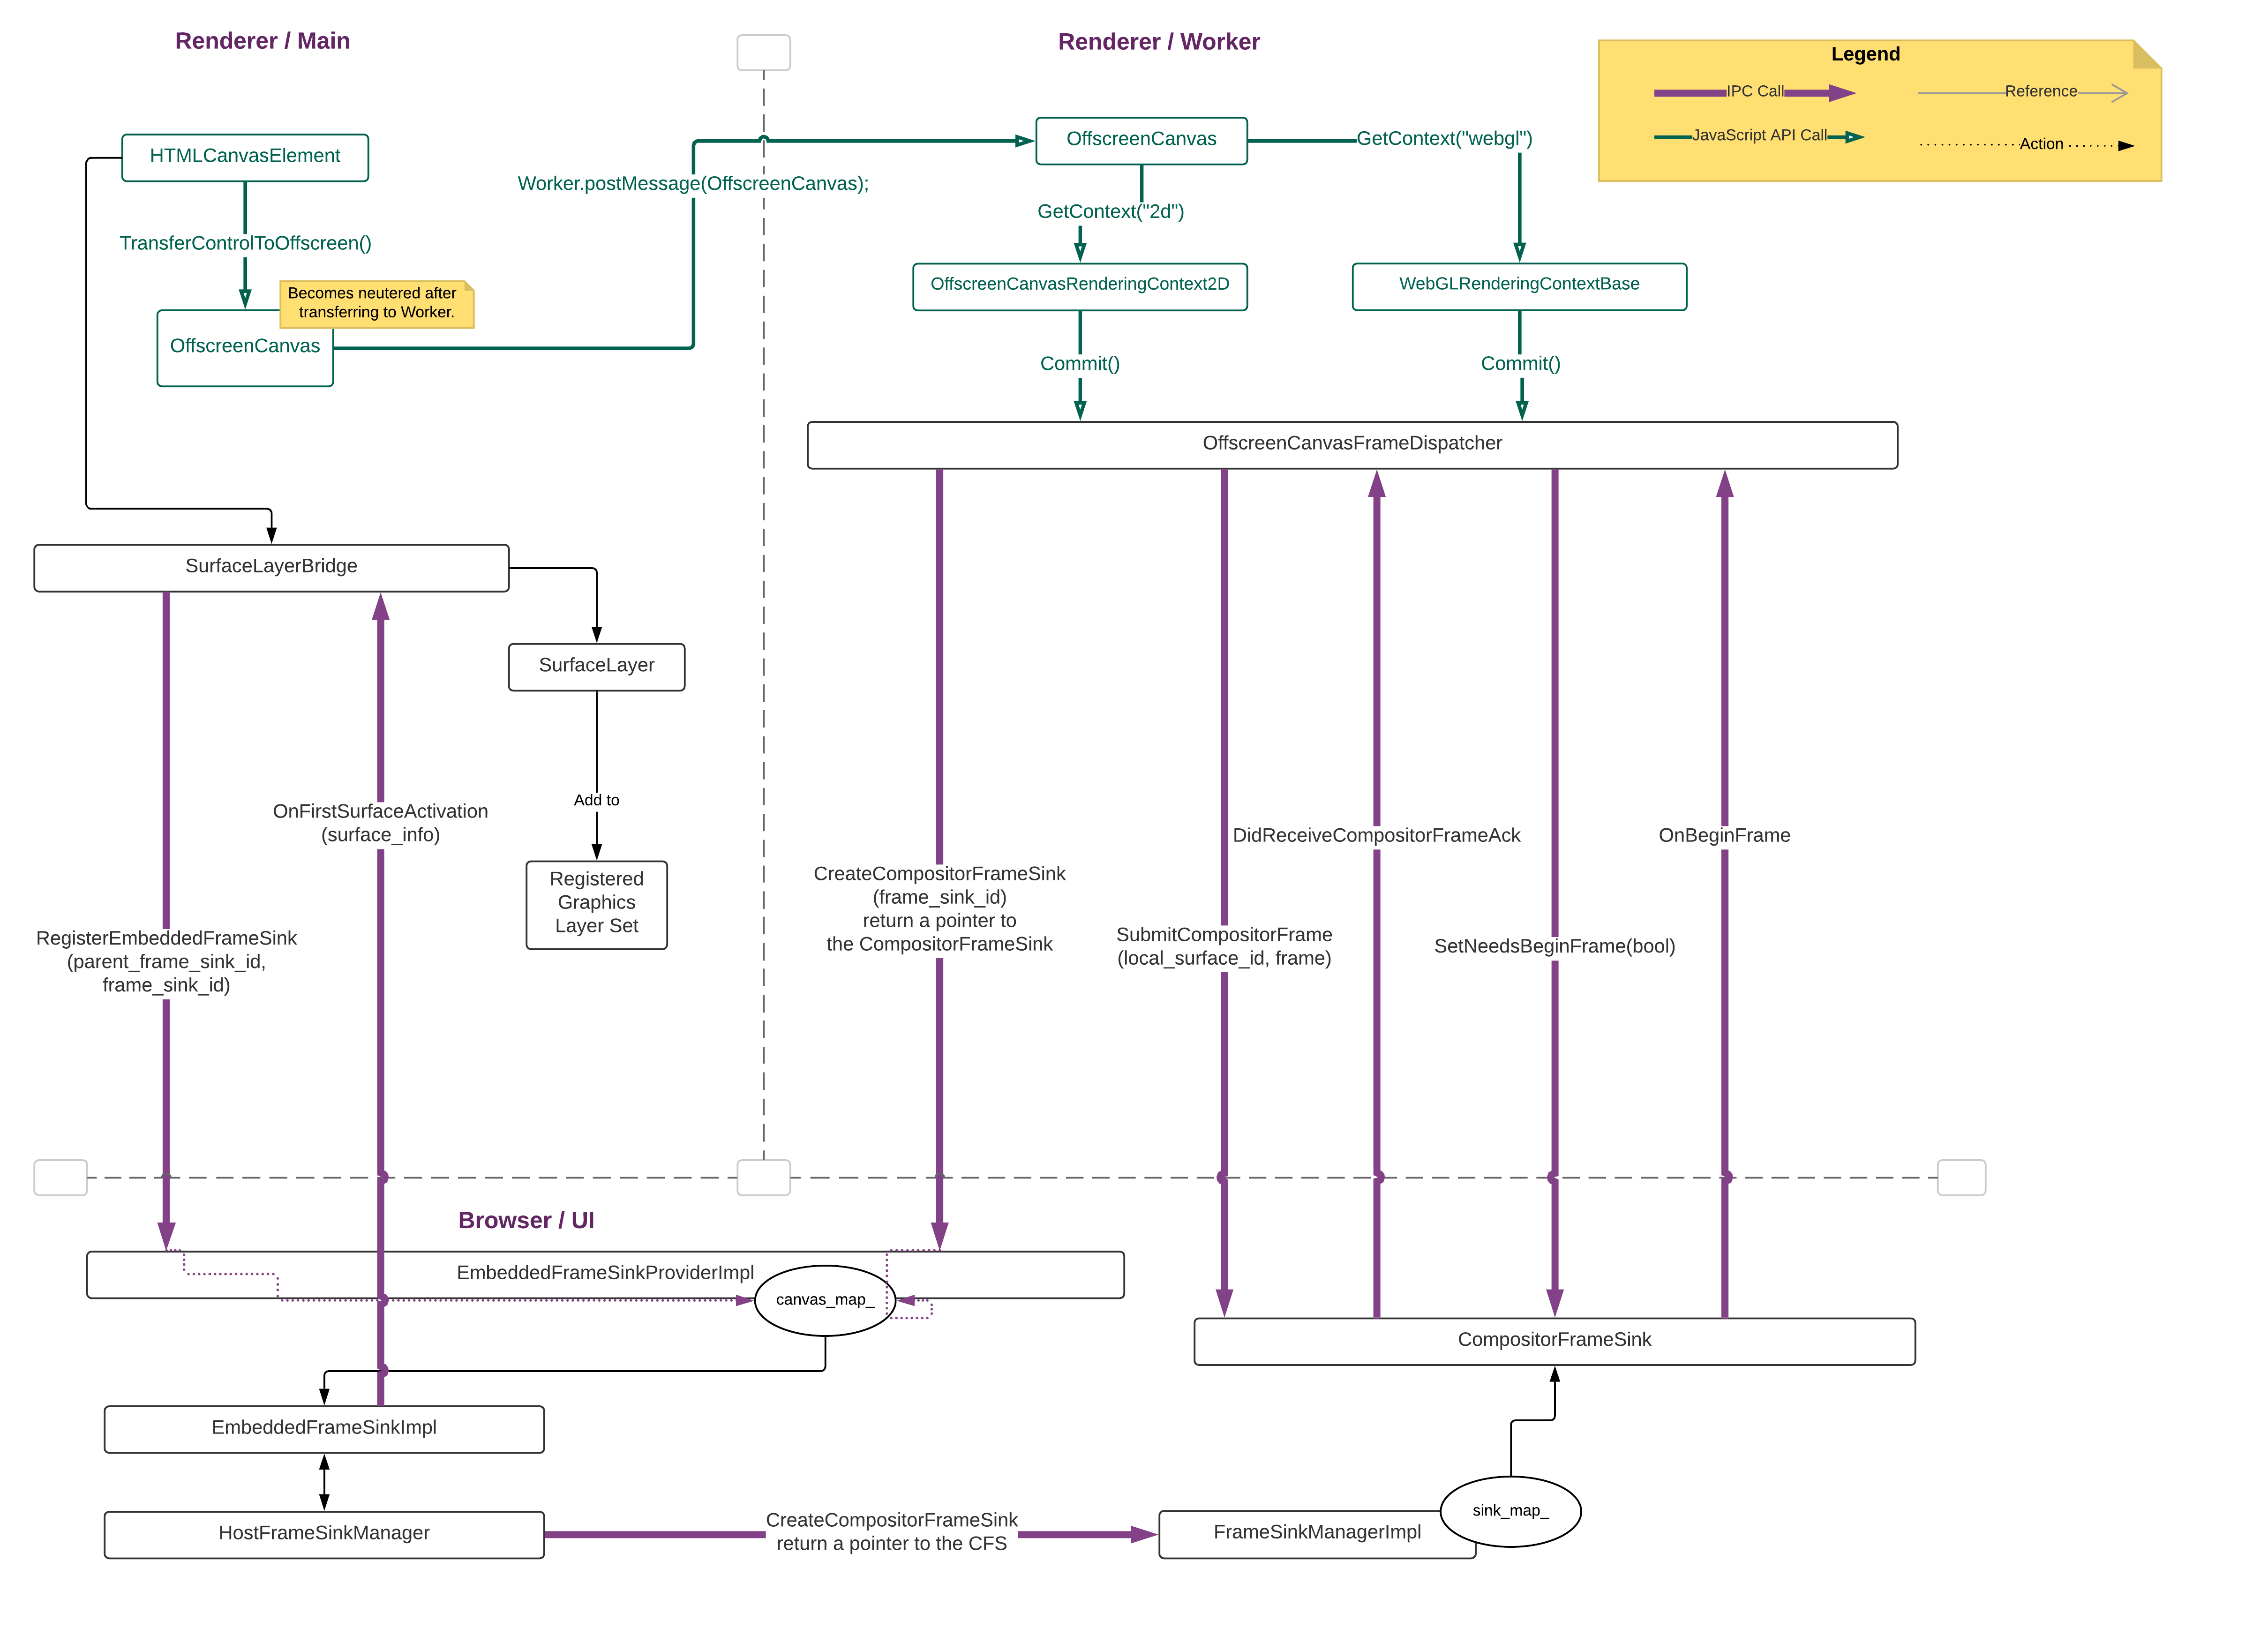 Renderer / Main
Renderer / Worker
Legend
IPC Call
Reference
JavaScript API Call
Action
HTMLCanvasElement
OffscreenCanvas
GetContext("webgl")
Worker.postMessage(OffscreenCanvas);
GetContext("2d")
TransferControlToOffscreen()
Becomes neutered after
transferring to Worker.
OffscreenCanvas
OffscreenCanvasRenderingContext2D
WebGLRenderingContextBase
Commit()
Commit()
OffscreenCanvasFrameDispatcher
SurfaceLayerBridge
SurfaceLayer
Add to
OnFirstSurfaceActivation
(surface_info)
DidReceiveCompositorFrameAck
OnBeginFrame
Registered
Graphics
Layer Set
CreateCompositorFrameSink
(frame_sink_id)
return a pointer to
the CompositorFrameSink
RegisterEmbeddedFrameSink
(parent_frame_sink_id,
frame_sink_id)
SubmitCompositorFrame
(local_surface_id, frame)
SetNeedsBeginFrame(bool)
Browser / UI
EmbeddedFrameSinkProviderImpl
canvas_map_
CompositorFrameSink
EmbeddedFrameSinkImpl
HostFrameSinkManager
CreateCompositorFrameSink
return a pointer to the CFS
FrameSinkManagerImpl
sink_map_